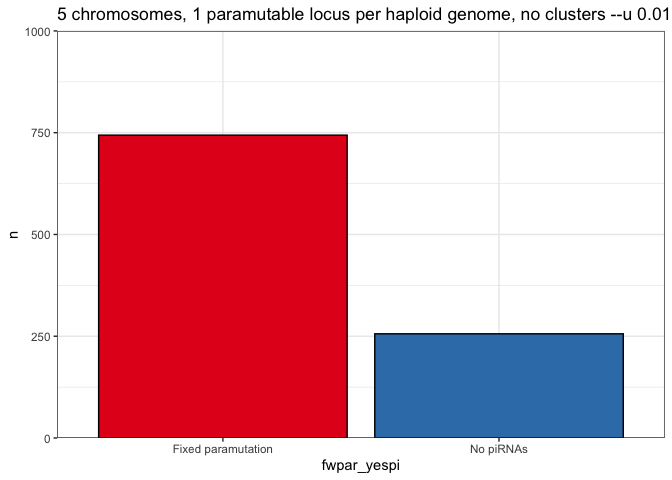 5 chromosomes, 1 paramutable locus per haploid genome, no clusters --u 0.01
1000
750
500
250
0
n
Fixed paramutation
No piRNAs
fwpar_yespi